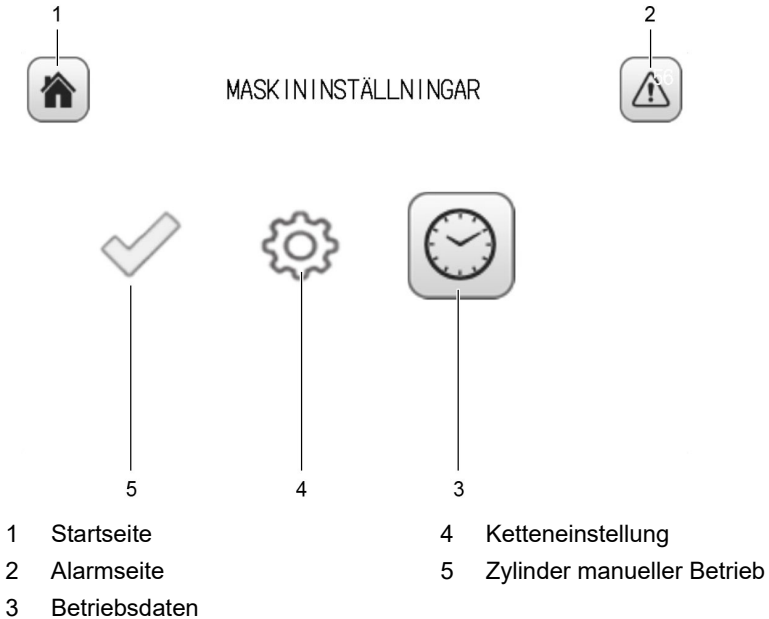 1
2
MASKININSTÄLLNINGAR
5
4
3
1 Startseite
2 Alarmseite
3 Betriebsdaten
4 Ketteneinstellung
5 Zylinder manueller Betrieb